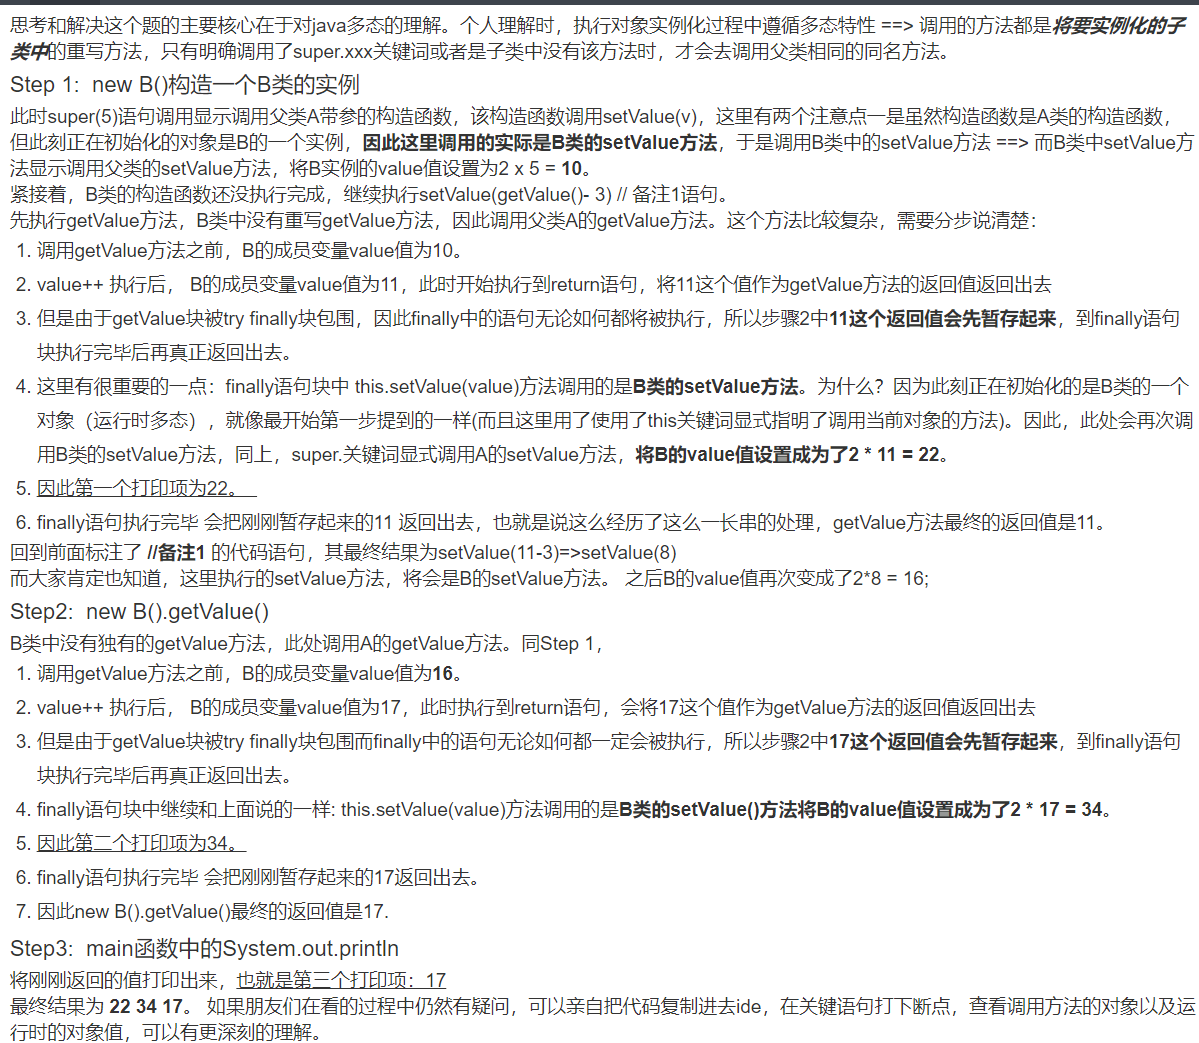 思考和解决这个题的主要核心在于对java多态的理解。个人理解时，执行对象实例化过程中遵循多态特性 ==> 调用的方法都是将要实例化的子
类中的重写方法，只有明确调用了super.xxx关键词或者是子类中没有该方法时，才会去调用父类相同的同名方法。
Step 1:  new B()构造一个B类的实例
此时super(5)语句调用显示调用父类A带参的构造函数，该构造函数调用setValue(v)，这里有两个注意点一是虽然构造函数是A类的构造函数，
但此刻正在初始化的对象是B的一个实例，因此这里调用的实际是B类的setValue方法，于是调用B类中的setValue方法 ==> 而B类中setValue方
法显示调用父类的setValue方法，将B实例的value值设置为2 x 5 = 10。
紧接着，B类的构造函数还没执行完成，继续执行setValue(getValue()- 3) // 备注1语句。
先执行getValue方法，B类中没有重写getValue方法，因此调用父类A的getValue方法。这个方法比较复杂，需要分步说清楚：
1. 调用getValue方法之前，B的成员变量value值为10。
2. value++ 执行后， B的成员变量value值为11，此时开始执行到return语句，将11这个值作为getValue方法的返回值返回出去
3. 但是由于getValue块被try finally块包围，因此finally中的语句无论如何都将被执行，所以步骤2中11这个返回值会先暂存起来，到finally语句
块执行完毕后再真正返回出去。
4. 这里有很重要的一点：finally语句块中 this.setValue(value)方法调用的是B类的setValue方法。为什么？因为此刻正在初始化的是B类的一个
对象（运行时多态），就像最开始第一步提到的一样(而且这里用了使用了this关键词显式指明了调用当前对象的方法)。因此，此处会再次调
用B类的setValue方法，同上，super.关键词显式调用A的setValue方法，将B的value值设置成为了2 * 11 = 22。
5. 因此第一个打印项为22。
6. finally语句执行完毕 会把刚刚暂存起来的11 返回出去，也就是说这么经历了这么一长串的处理，getValue方法最终的返回值是11。
回到前面标注了 //备注1 的代码语句，其最终结果为setValue(11-3)=>setValue(8)
而大家肯定也知道，这里执行的setValue方法，将会是B的setValue方法。 之后B的value值再次变成了2*8 = 16;
Step2:  new B().getValue()
B类中没有独有的getValue方法，此处调用A的getValue方法。同Step 1，
1. 调用getValue方法之前，B的成员变量value值为16。
2. value++ 执行后， B的成员变量value值为17，此时执行到return语句，会将17这个值作为getValue方法的返回值返回出去
3. 但是由于getValue块被try finally块包围而finally中的语句无论如何都一定会被执行，所以步骤2中17这个返回值会先暂存起来，到finally语句
块执行完毕后再真正返回出去。
4. finally语句块中继续和上面说的一样: this.setValue(value)方法调用的是B类的setValue()方法将B的value值设置成为了2 * 17 = 34。
5. 因此第二个打印项为34。
6. finally语句执行完毕 会把刚刚暂存起来的17返回出去。
7. 因此new B().getValue()最终的返回值是17.
Step3:  main函数中的System.out.println
将刚刚返回的值打印出来，也就是第三个打印项：17
最终结果为 22 34 17。 如果朋友们在看的过程中仍然有疑问，可以亲自把代码复制进去ide，在关键语句打下断点，查看调用方法的对象以及运
行时的对象值，可以有更深刻的理解。